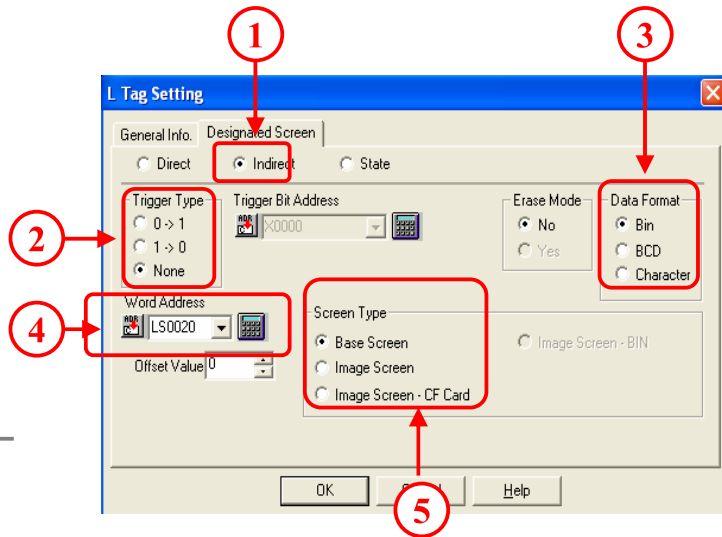 1
3
L Tag Setting
General Info. Designated Screen
Direct Indirect State
Trigger Type Trigger Bit Address Erase Mode Data Format
0 -> 1 X0000 No Bin
2
1 -> 0 Yes BCD
None Character
Word Address
4
LS0020
Screen Type
Base Screen Image Screen - BIN
Offset Value 0
Image Screen
Image Screen - CF Card
OK Help
5